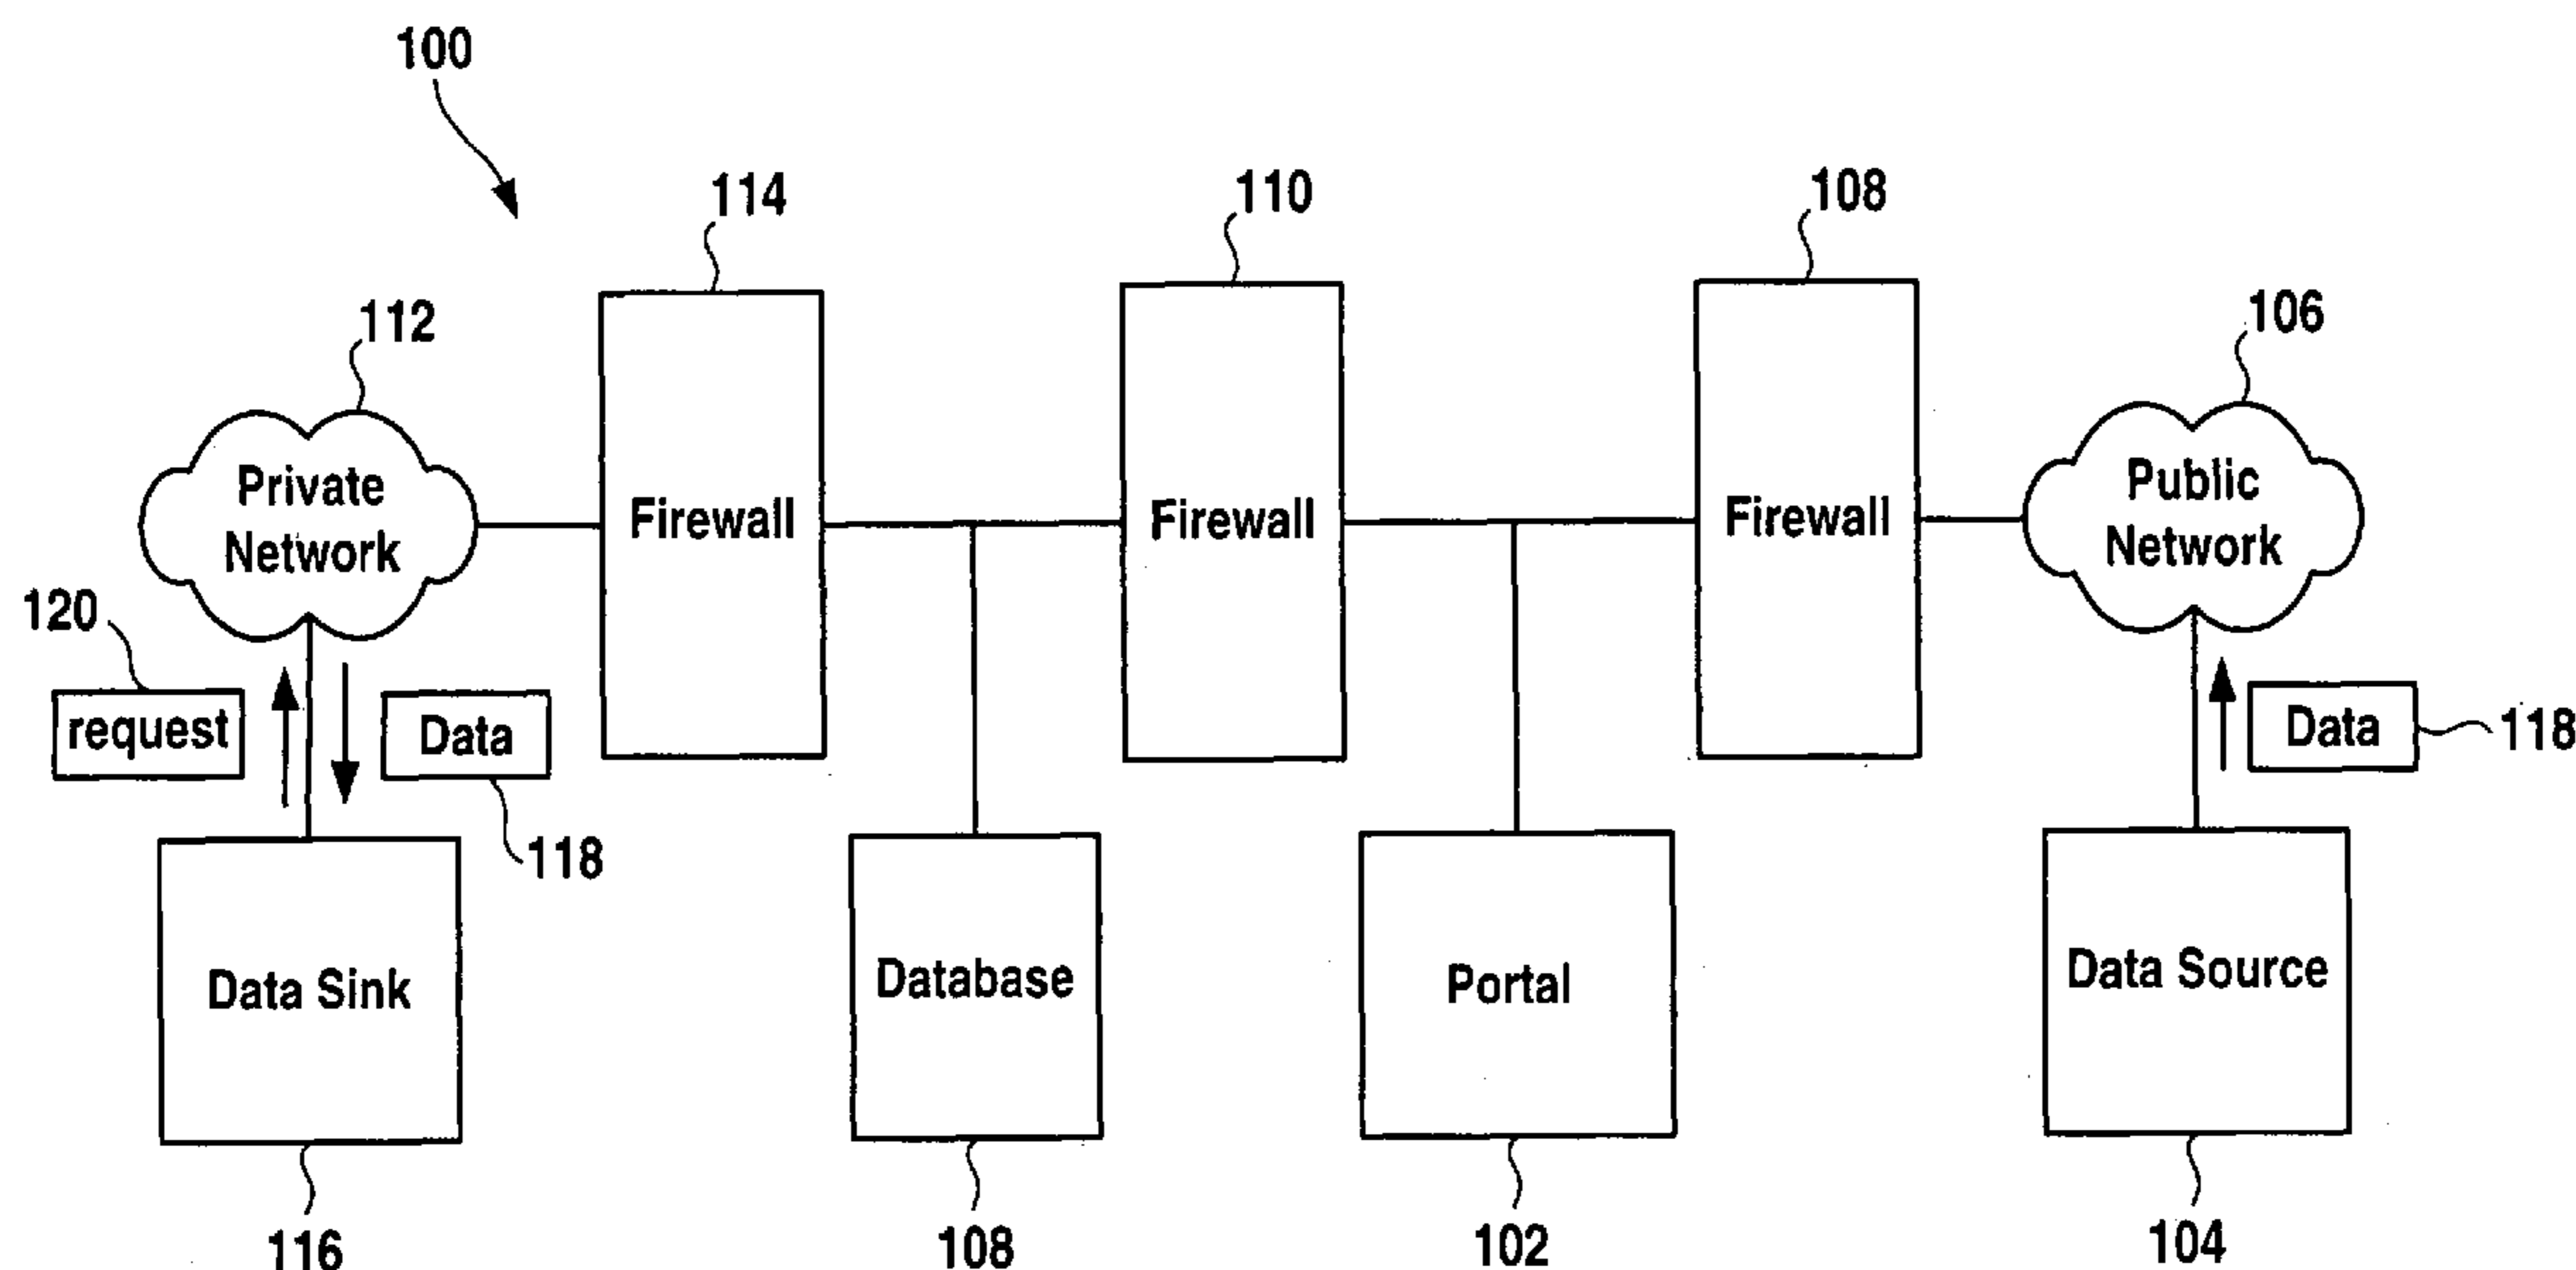 100
114
110
108
112
106
Private
Network
Firewall
Firewall
Firewall
Public
Network
120
request
Data
118
Data
118
Data Sink
Database
Portal
Data Source
116
108
102
104